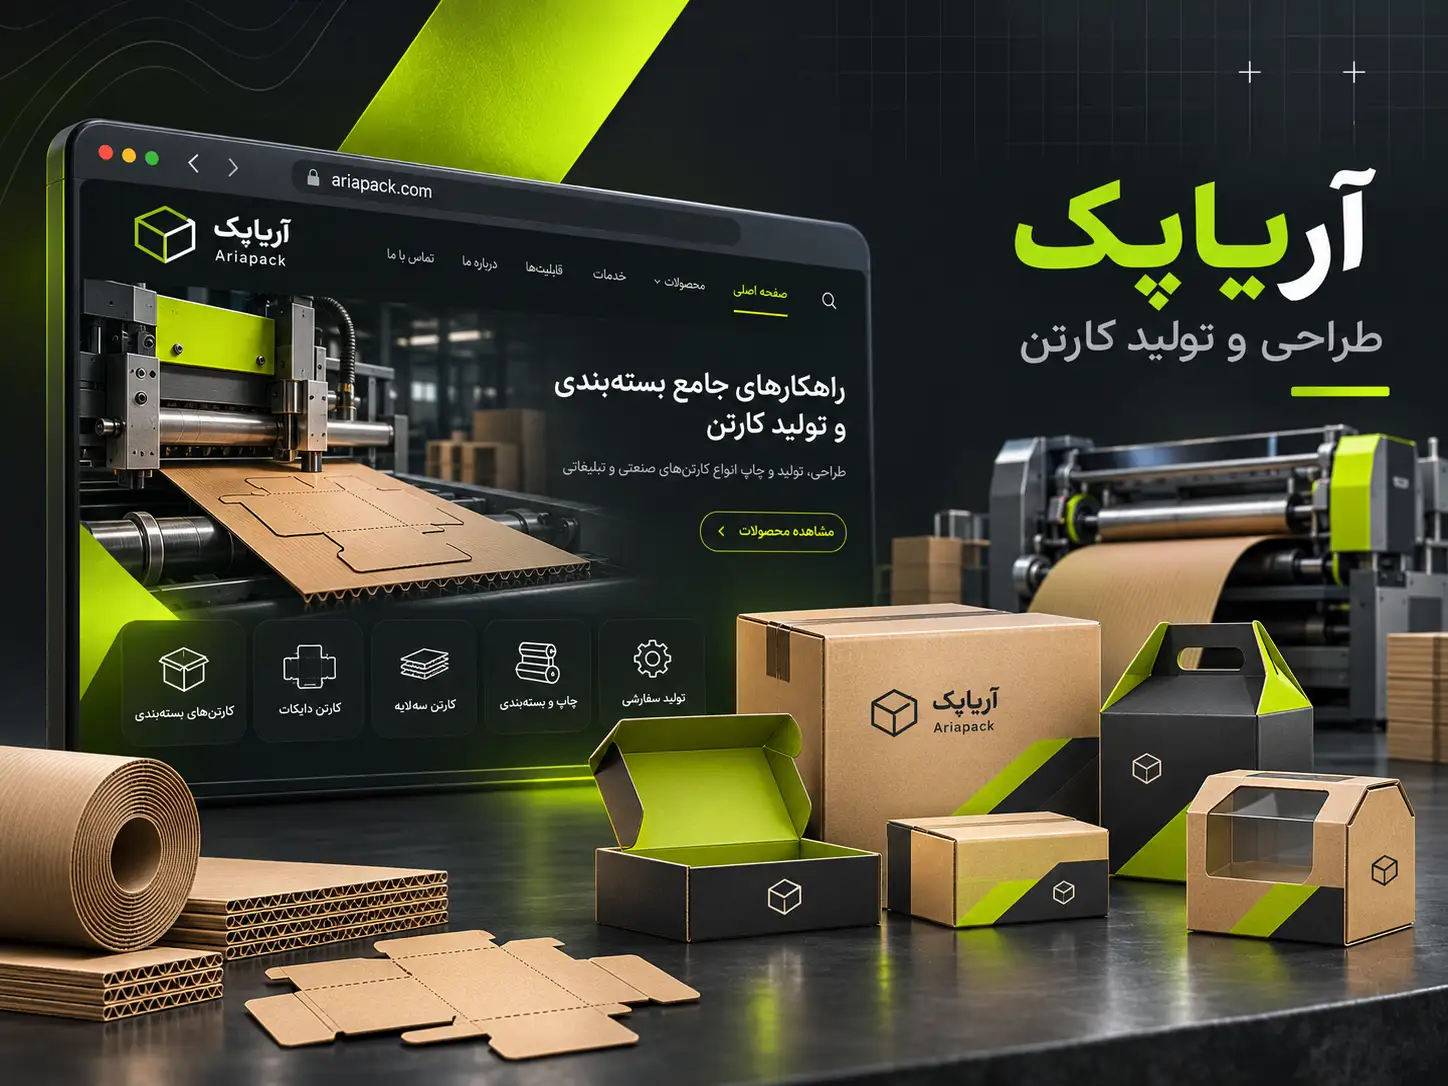 آریاپک
طراحی و تولید کارتن
ariapack.com
آریاپک
Ariapack
صفحه اصلی
محصولات
خدمات
قابلیت‌ها
درباره ما
تماس با ما
راهکارهای جامع بسته‌بندی
و تولید کارتن
طراحی، تولید و چاپ انواع کارتن‌های صنعتی و تبلیغاتی
مشاهده محصولات
تولید سفارشی
چاپ و بسته‌بندی
کارتن سه‌لایه
کارتن دایکات
کارتن‌های بسته‌بندی
آریاپک
Ariapack